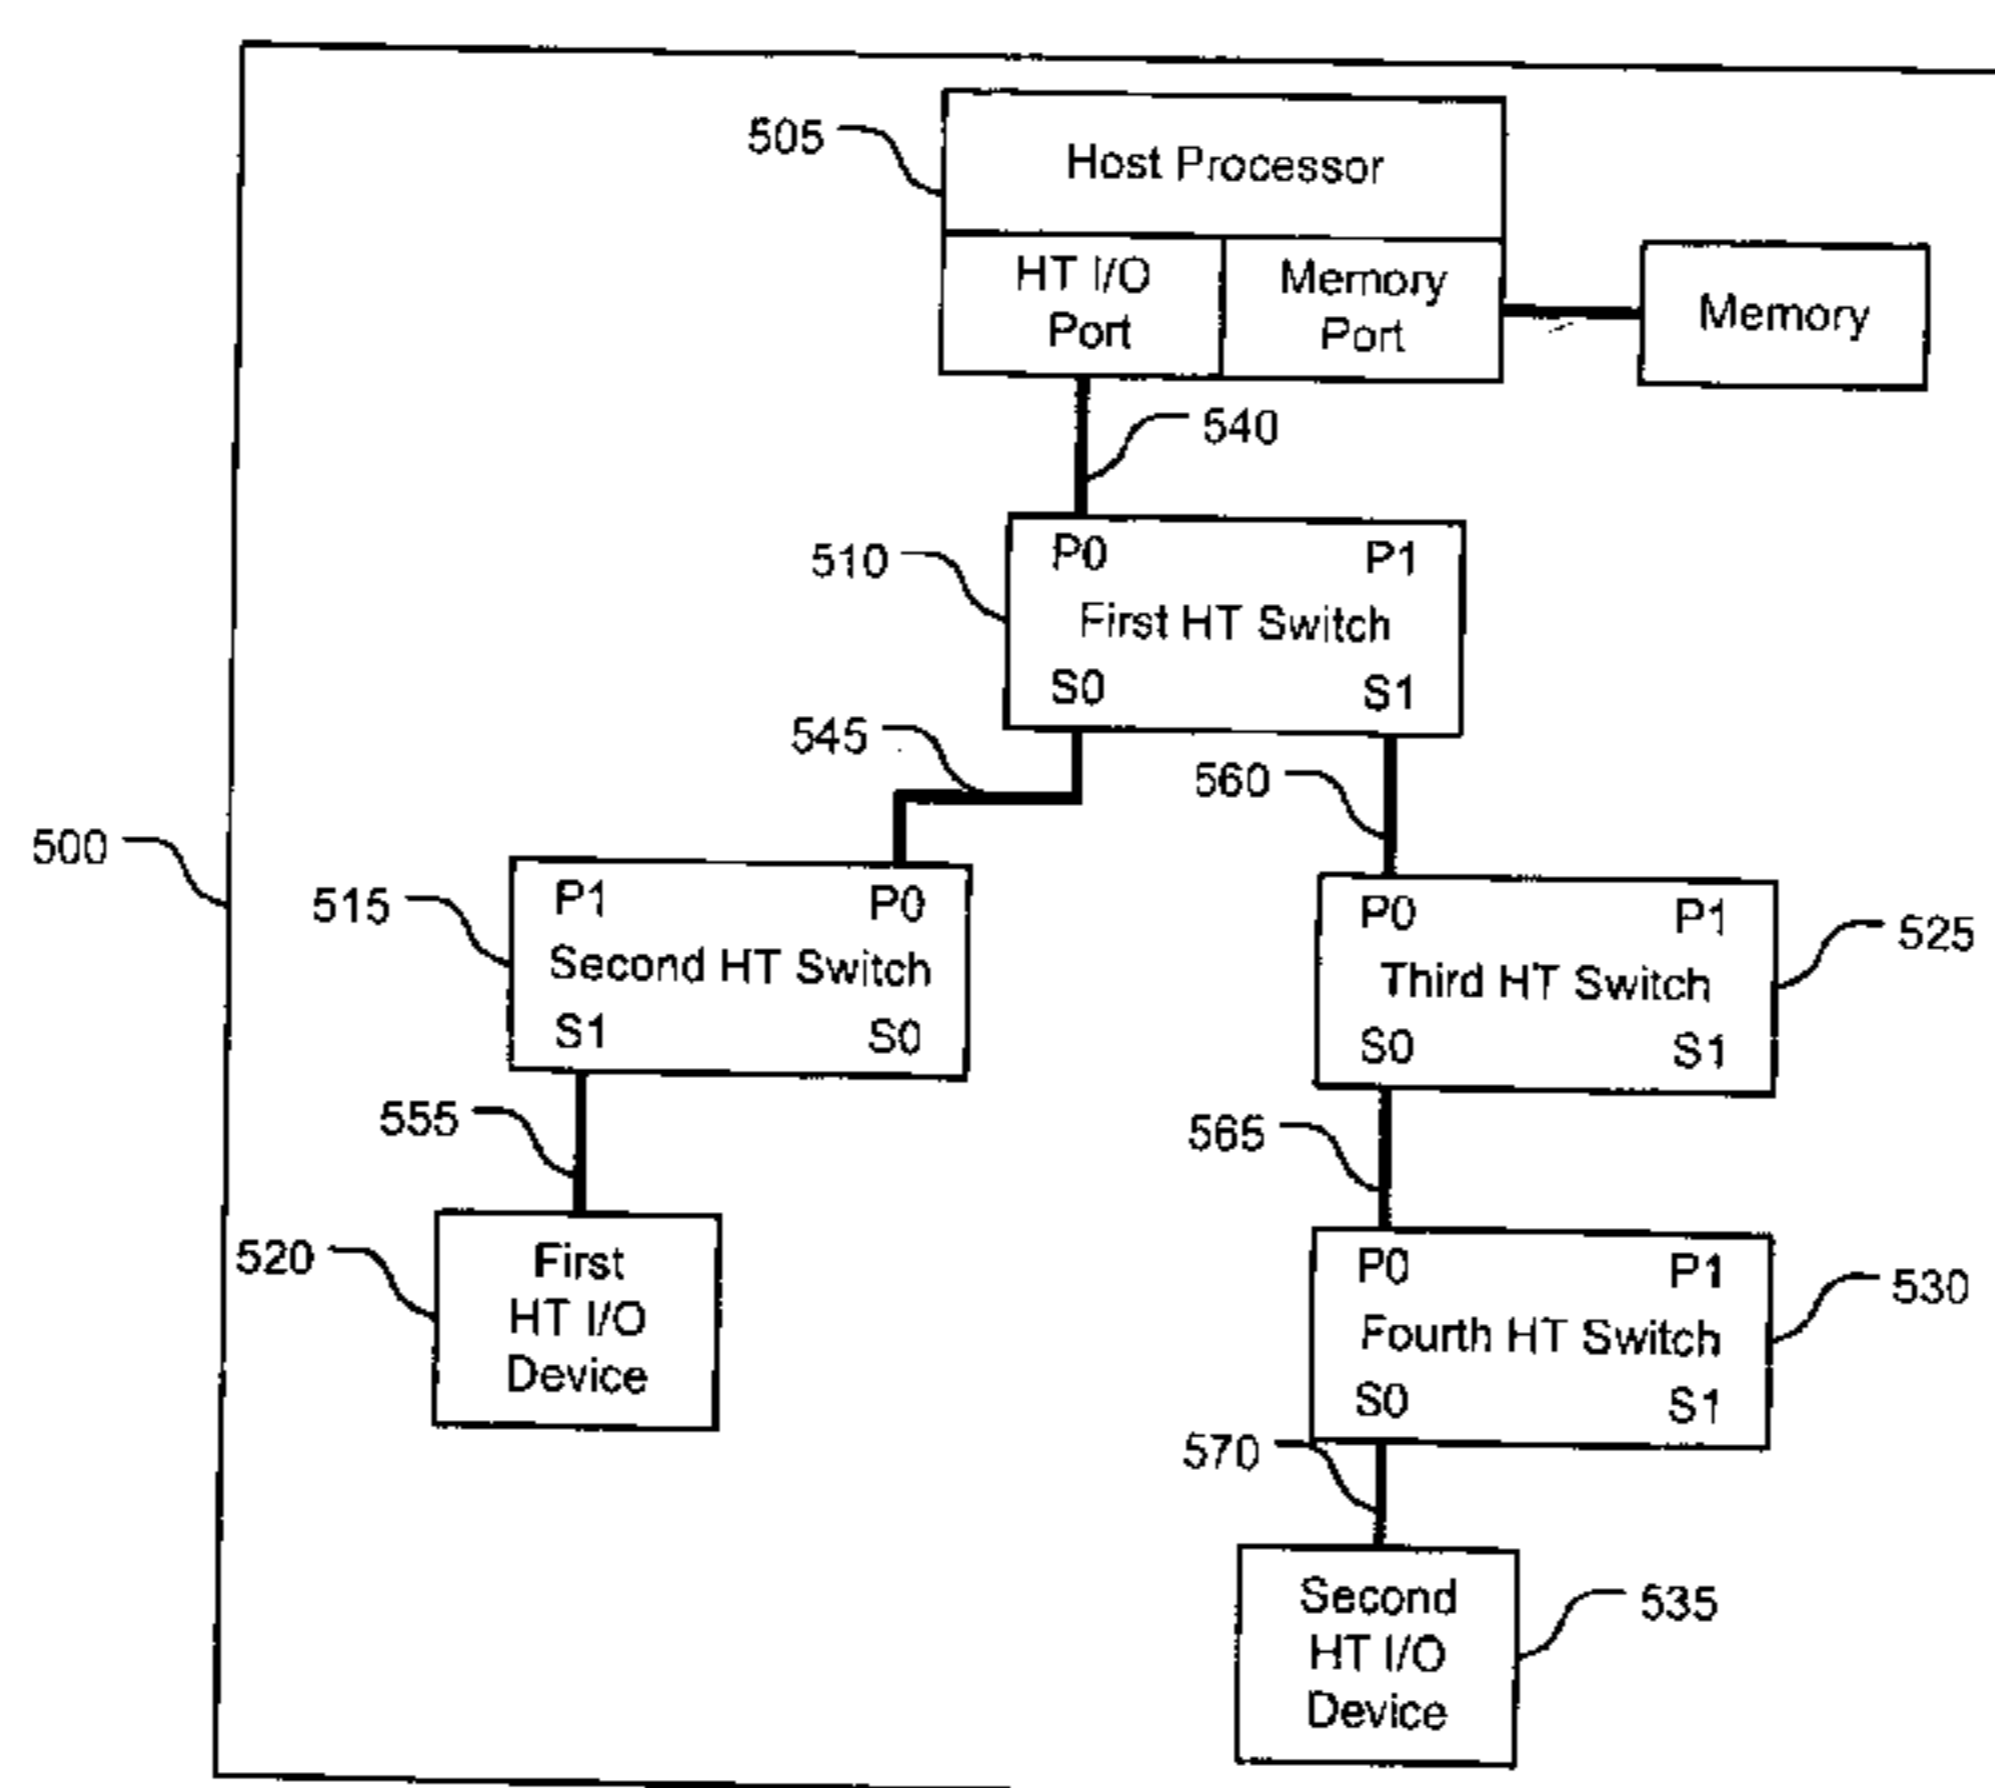 505
Host Processor
HT I/O
Port
Memory
Port
Memory
540
510
P0 P1
First HT Switch
S0 S1
545
560
500
515
P1 P0
Second HT Switch
S1 S0
P0 P1
Third HT Switch
S0 S1
525
555
565
520
First
HT I/O
Device
P0 P1
Fourth HT Switch
S0 S1
530
570
Second
HT I/O
Device
535